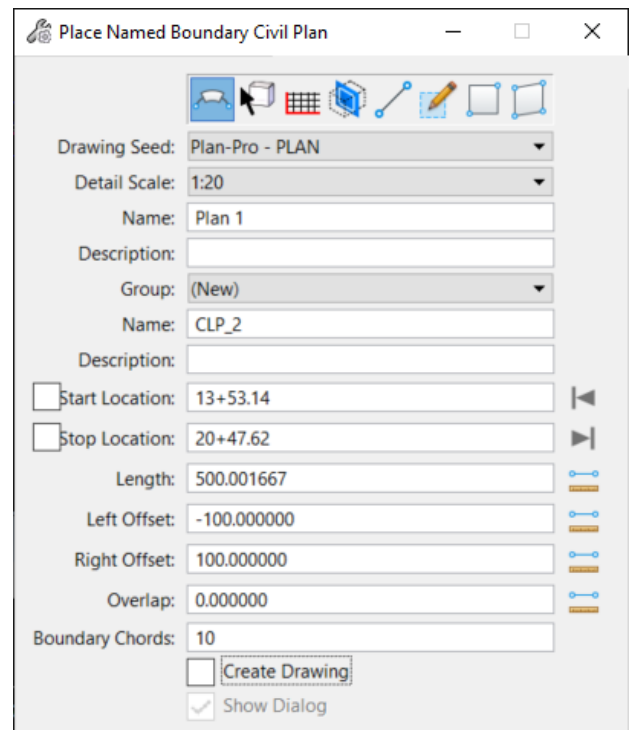 Place Named Boundary Civil Plan
Drawing Seed: Plan-Pro - PLAN
Detail Scale: 1:20
Name: Plan 1
Description:
Group: (New)
Name: CLP_2
Description:
Start Location: 13+53.14
Stop Location: 20+47.62
Length: 500.001667
Left Offset: -100.000000
Right Offset: 100.000000
Overlap: 0.000000
Boundary Chords: 10
Create Drawing
Show Dialog